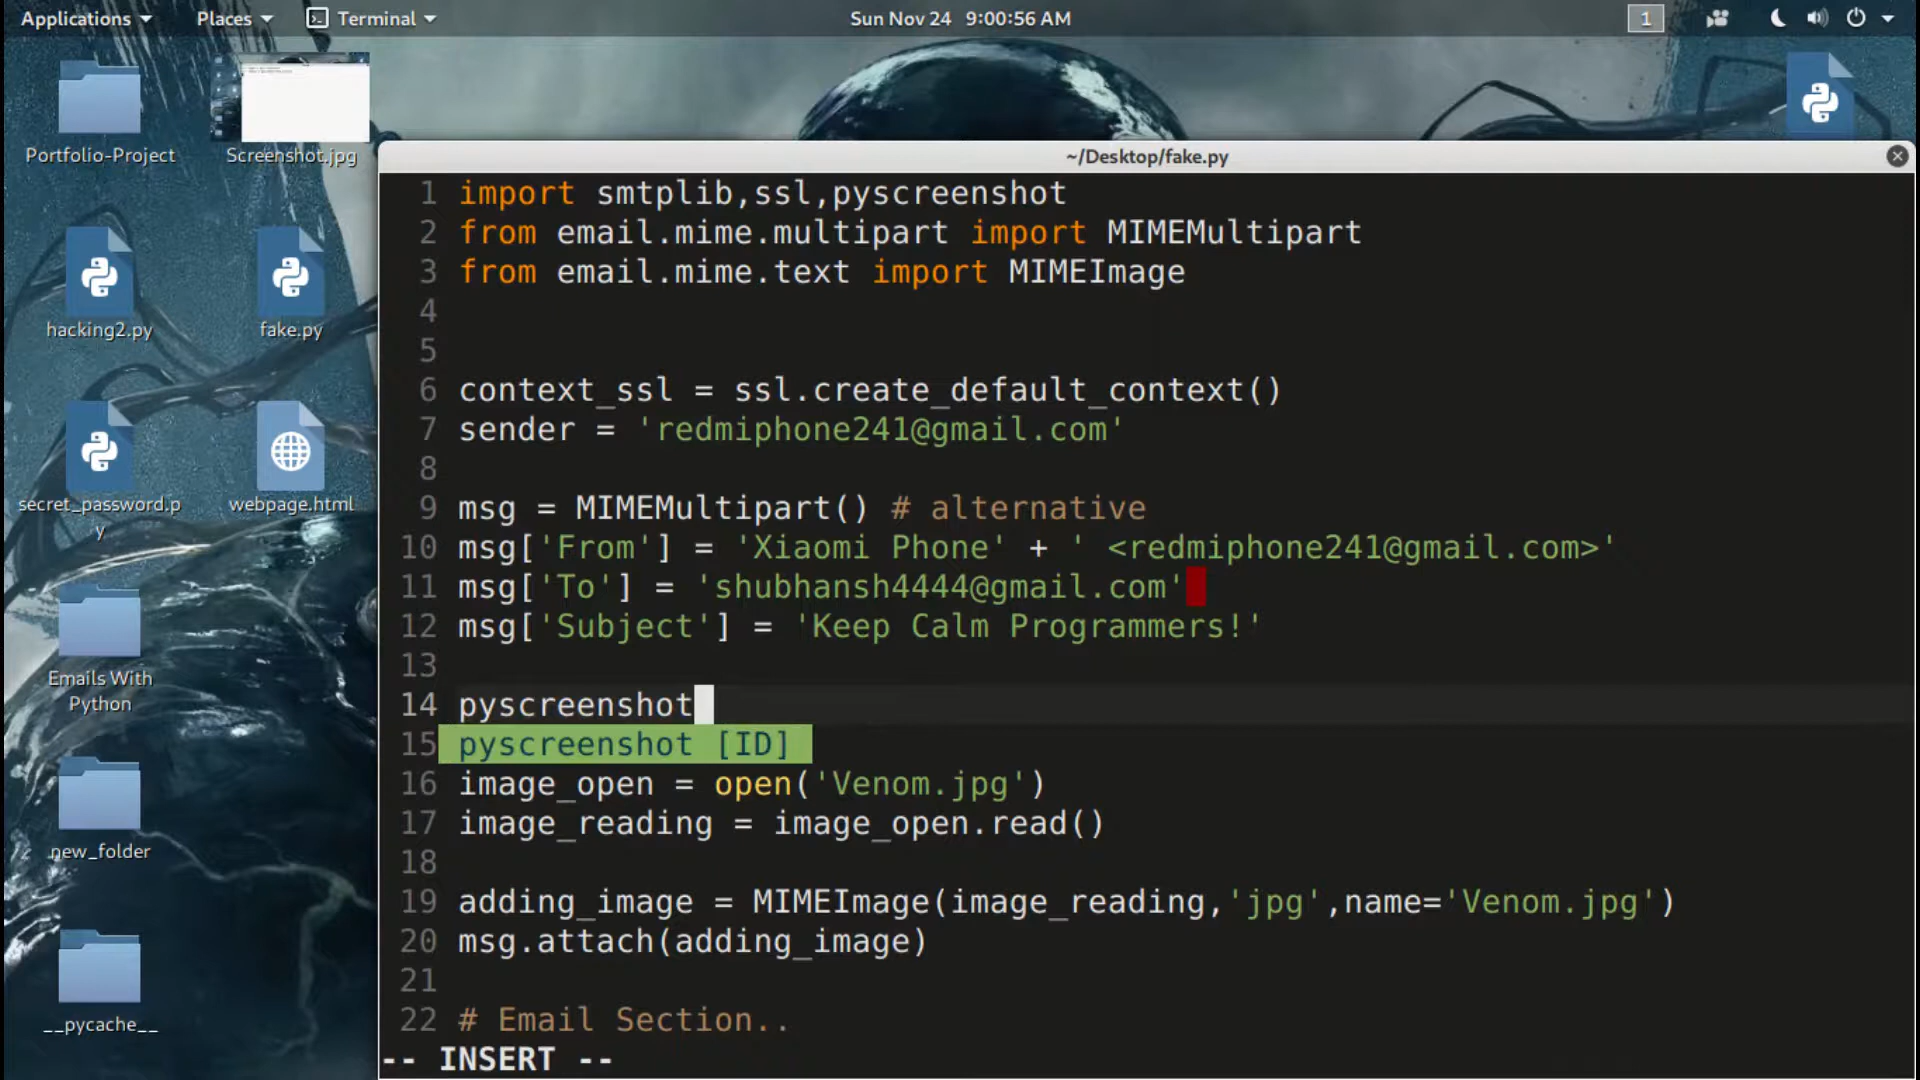 Applications Places Terminal Sun Nov 24 9:00:56 AM 1
Portfolio-Project
Screenshot.jpg
hacking2.py
fake.py
secret_password.p
y
webpage.html
Emails With
Python
new_folder
__pycache__
~/Desktop/fake.py
1 import smtplib,ssl,pyscreenshot
2 from email.mime.multipart import MIMEMultipart
3 from email.mime.text import MIMEImage
4
5
6 context_ssl = ssl.create_default_context()
7 sender = 'redmiphone241@gmail.com'
8
9 msg = MIMEMultipart() # alternative
10 msg['From'] = 'Xiaomi Phone' + ' <redmiphone241@gmail.com>'
11 msg['To'] = 'shubhansh4444@gmail.com'
12 msg['Subject'] = 'Keep Calm Programmers!'
13
14 pyscreenshot
15 pyscreenshot [ID]
16 image_open = open('Venom.jpg')
17 image_reading = image_open.read()
18
19 adding_image = MIMEImage(image_reading,'jpg',name='Venom.jpg')
20 msg.attach(adding_image)
21
22 # Email Section..
-- INSERT --